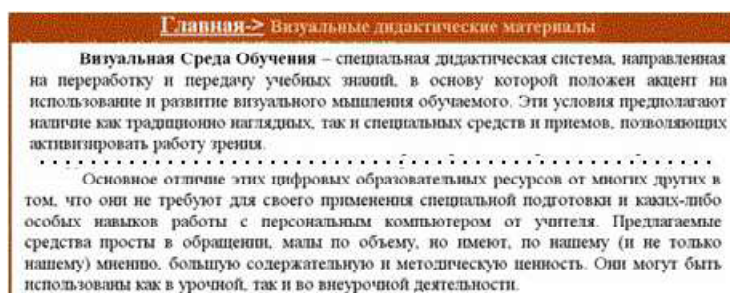 Главная-> Визуальные дидактические материалы
Визуальная Среда Обучения – специальная дидактическая система, направленная
на переработку и передачу учебных знаний, в основу которой положен акцент на
использование и развитие визуального мышления обучаемого. Эти условия предполагают
наличие как традиционно наглядных, так и специальных средств и приемов, позволяющих
активизировать работу зрения.
Основное отличие этих цифровых образовательных ресурсов от многих других в
том, что они не требуют для своего применения специальной подготовки и каких-либо
особых навыков работы с персональным компьютером от учителя. Предлагаемые
средства просты в обращении, малы по объему, но имеют, по нашему (и не только
нашему) мнению, большую содержательную и методическую ценность. Они могут быть
использованы как в урочной, так и во внеурочной деятельности.